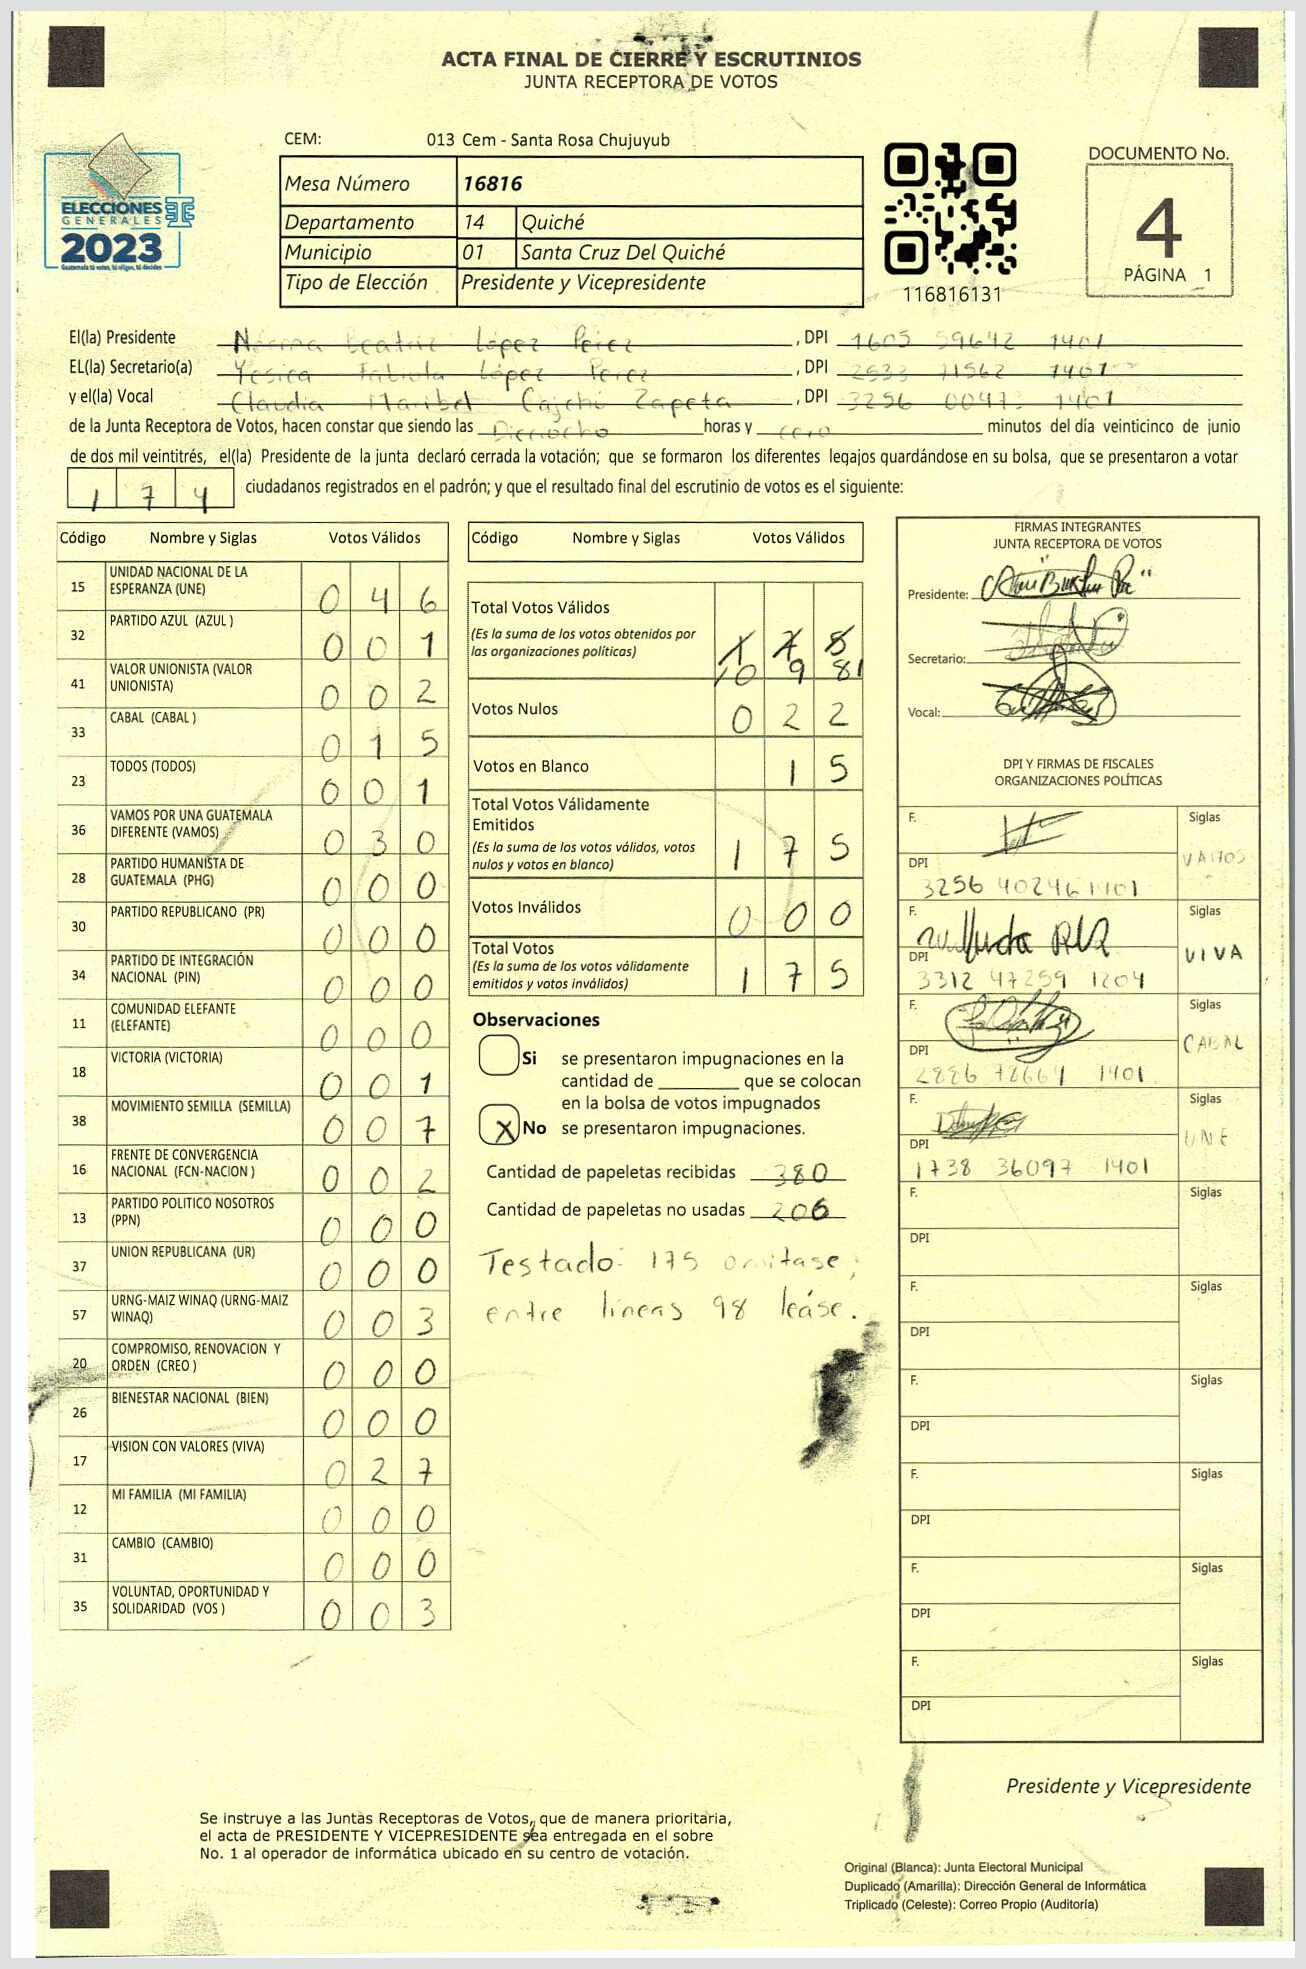 ACTA FINAL DE CIERRE Y ESCRUTINIOS
JUNTA RECEPTORA DE VOTOS
CEM: 013 Cem - Santa Rosa Chujuyub
Mesa Número 16816
Departamento 14 Quiché
Municipio 01 Santa Cruz Del Quiché
Tipo de Elección Presidente y Vicepresidente
ELECCIONES
GENERALES
2023
Guatemala tú votas, tú eliges, tú decides
116816131
DOCUMENTO No.
4
PÁGINA 1
El(la) Presidente Norma Beatriz López Perez, DPI 1605 59642 1401
EL(la) Secretario(a) Yesica Fabiola López Perez, DPI 2533 71562 1401
y el(la) Vocal Claudia Maribel Cajchú Zapeta, DPI 3256 00473 1401
de la Junta Receptora de Votos, hacen constar que siendo las Dieciocho horas y cero minutos del día veinticinco de junio
de dos mil veintitrés, el(la) Presidente de la junta declaró cerrada la votación; que se formaron los diferentes legajos guardándose en su bolsa, que se presentaron a votar
1 7 4 ciudadanos registrados en el padrón; y que el resultado final del escrutinio de votos es el siguiente:
Código Nombre y Siglas Votos Válidos
15 UNIDAD NACIONAL DE LA ESPERANZA (UNE) 0 4 6
32 PARTIDO AZUL (AZUL ) 0 0 1
41 VALOR UNIONISTA (VALOR UNIONISTA) 0 0 2
33 CABAL (CABAL ) 0 1 5
23 TODOS (TODOS) 0 0 1
36 VAMOS POR UNA GUATEMALA DIFERENTE (VAMOS) 0 3 0
28 PARTIDO HUMANISTA DE GUATEMALA (PHG) 0 0 0
30 PARTIDO REPUBLICANO (PR) 0 0 0
34 PARTIDO DE INTEGRACIÓN NACIONAL (PIN) 0 0 0
11 COMUNIDAD ELEFANTE (ELEFANTE) 0 0 0
18 VICTORIA (VICTORIA) 0 0 1
38 MOVIMIENTO SEMILLA (SEMILLA) 0 0 7
16 FRENTE DE CONVERGENCIA NACIONAL (FCN-NACION ) 0 0 2
13 PARTIDO POLITICO NOSOTROS (PPN) 0 0 0
37 UNION REPUBLICANA (UR) 0 0 0
57 URNG-MAIZ WINAQ (URNG-MAIZ WINAQ) 0 0 3
20 COMPROMISO, RENOVACION Y ORDEN (CREO ) 0 0 0
26 BIENESTAR NACIONAL (BIEN) 0 0 0
17 VISION CON VALORES (VIVA) 0 2 7
12 MI FAMILIA (MI FAMILIA) 0 0 0
31 CAMBIO (CAMBIO) 0 0 0
35 VOLUNTAD, OPORTUNIDAD Y SOLIDARIDAD (VOS ) 0 0 3
Código Nombre y Siglas Votos Válidos
Total Votos Válidos 1 7 5
(Es la suma de los votos obtenidos por
las organizaciones políticas) 0 9 8
Votos Nulos 0 2 2
Votos en Blanco 1 5
Total Votos Válidamente
Emitidos
(Es la suma de los votos válidos, votos
nulos y votos en blanco) 1 7 5
Votos Inválidos 0 0 0
Total Votos
(Es la suma de los votos válidamente
emitidos y votos inválidos) 1 7 5
Observaciones
Si se presentaron impugnaciones en la
cantidad de ________ que se colocan
en la bolsa de votos impugnados
X No se presentaron impugnaciones.
Cantidad de papeletas recibidas 380
Cantidad de papeletas no usadas 206
Testado: 175 omitase;
entre líneas 98 leáse.
FIRMAS INTEGRANTES
JUNTA RECEPTORA DE VOTOS
Presidente:
Secretario:
Vocal:
DPI Y FIRMAS DE FISCALES
ORGANIZACIONES POLÍTICAS
F. Siglas
DPI VAMOS
3256 40246 1401
F. Siglas
DPI VIVA
3312 47259 1204
F. Siglas
DPI CABAL
2886 78664 1401
F. Siglas
DPI UNE
1738 36097 1401
F. Siglas
DPI
F. Siglas
DPI
F. Siglas
DPI
F. Siglas
DPI
F. Siglas
DPI
F. Siglas
DPI
Presidente y Vicepresidente
Se instruye a las Juntas Receptoras de Votos, que de manera prioritaria,
el acta de PRESIDENTE Y VICEPRESIDENTE sea entregada en el sobre
No. 1 al operador de informática ubicado en su centro de votación.
Original (Blanca): Junta Electoral Municipal
Duplicado (Amarilla): Dirección General de Informática
Triplicado (Celeste): Correo Propio (Auditoría)